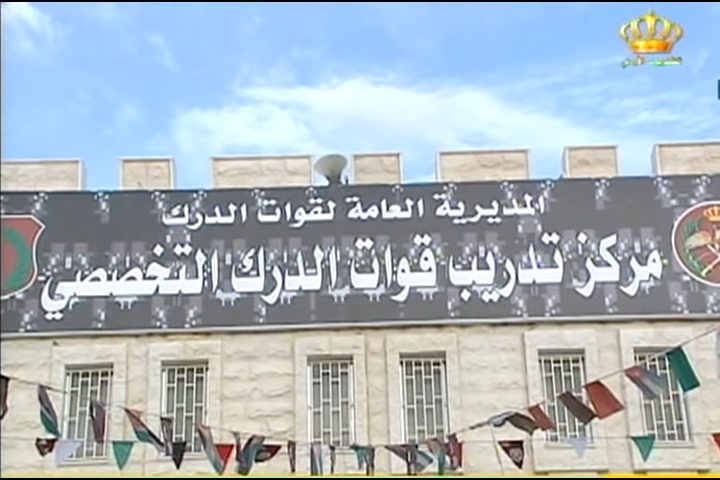 المديرية العامة لقوات الدرك
مركز تدريب قوات الدرك التخصصي